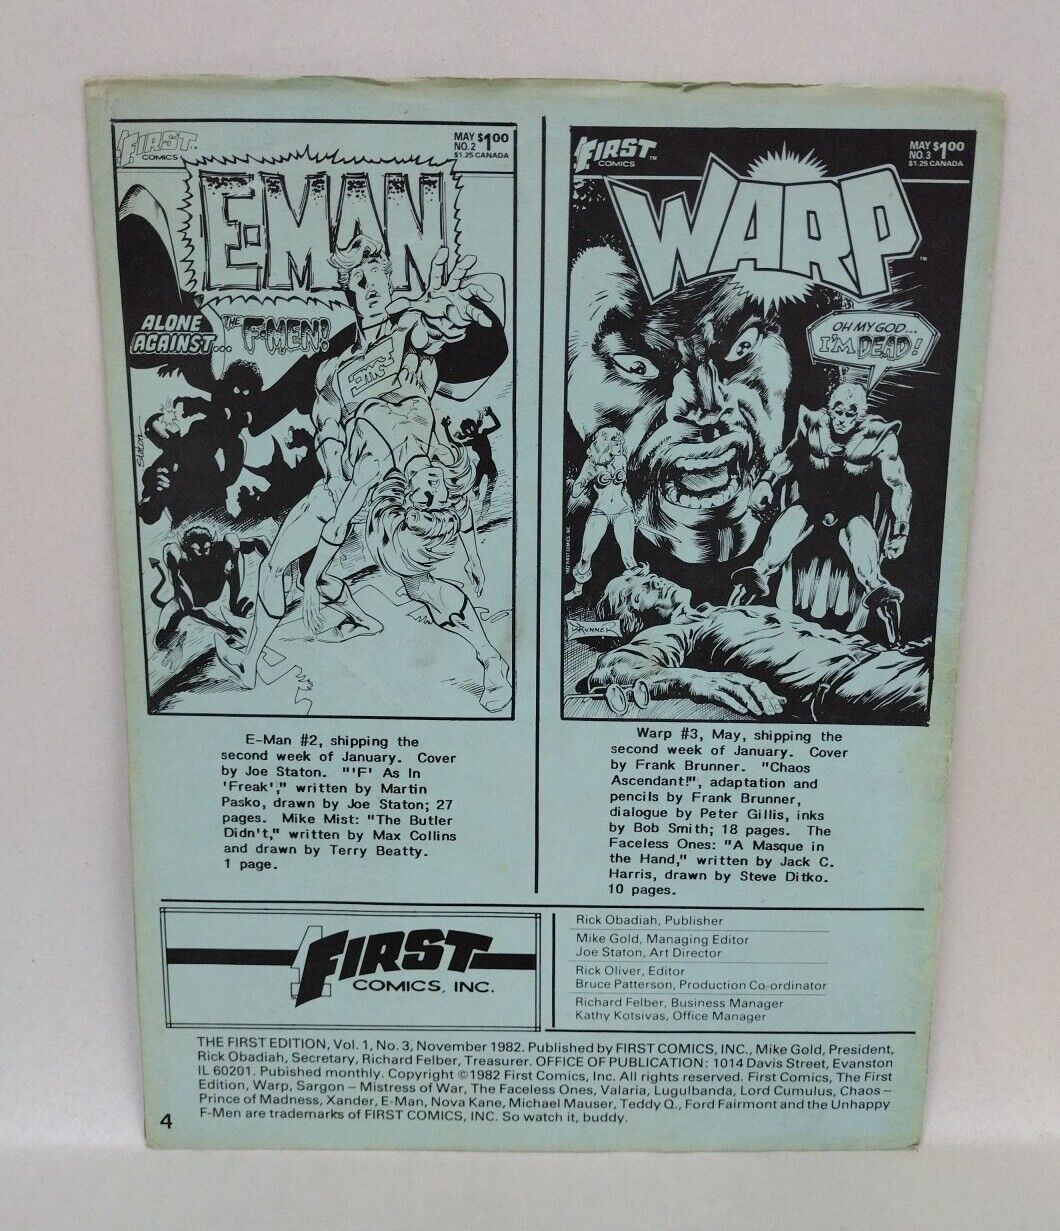 FIRST
COMICS
MAY $1.00
NO.2
$1.25 CANADA
E-MAN
ALONE
AGAINST...
THE
F-MEN!
EMC²
Staton
FIRST
COMICS™
MAY $1.00
NO.3
$1.25 CANADA
WARP™
OH MY GOD...
I'M DEAD!
1982 FIRST COMICS INC.
BRUNNER
E-Man #2, shipping the
second week of January. Cover
by Joe Staton. "'F' As In
'Freak'," written by Martin
Pasko, drawn by Joe Staton; 27
pages. Mike Mist: "The Butler
Didn't," written by Max Collins
and drawn by Terry Beatty.
1 page.
Warp #3, May, shipping the
second week of January. Cover
by Frank Brunner. "Chaos
Ascendant!", adaptation and
pencils by Frank Brunner,
dialogue by Peter Gillis, inks
by Bob Smith; 18 pages. The
Faceless Ones: "A Masque in
the Hand," written by Jack C.
Harris, drawn by Steve Ditko.
10 pages.
FIRST
COMICS, INC.
Rick Obadiah, Publisher
Mike Gold, Managing Editor
Joe Staton, Art Director
Rick Oliver, Editor
Bruce Patterson, Production Co-ordinator
Richard Felber, Business Manager
Kathy Kotsivas, Office Manager
THE FIRST EDITION, Vol. 1, No. 3, November 1982. Published by FIRST COMICS, INC., Mike Gold, President,
Rick Obadiah, Secretary, Richard Felber, Treasurer. OFFICE OF PUBLICATION: 1014 Davis Street, Evanston
IL 60201. Published monthly. Copyright ©1982 First Comics, Inc. All rights reserved. First Comics, The First
Edition, Warp, Sargon – Mistress of War, The Faceless Ones, Valaria, Lugulbanda, Lord Cumulus, Chaos –
Prince of Madness, Xander, E-Man, Nova Kane, Michael Mauser, Teddy Q., Ford Fairmont and the Unhappy
F-Men are trademarks of FIRST COMICS, INC. So watch it, buddy.
4